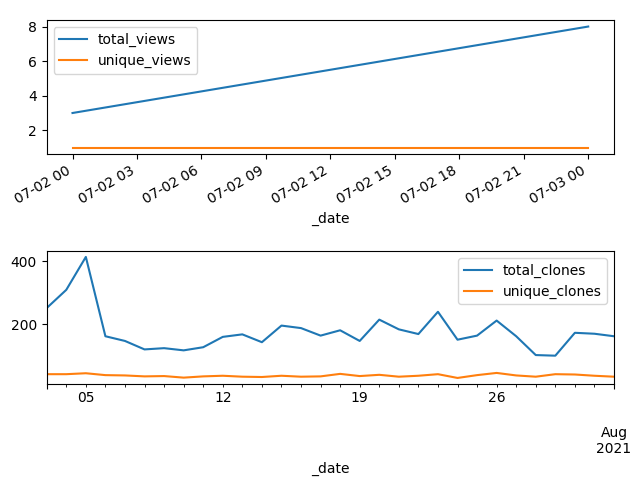 8
6
4
2
total_views
unique_views
07-02 00
07-02 03
07-02 06
07-02 09
07-02 12
07-02 15
07-02 18
07-02 21
07-03 00
_date
400
200
total_clones
unique_clones
05
12
19
26
Aug
2021
_date